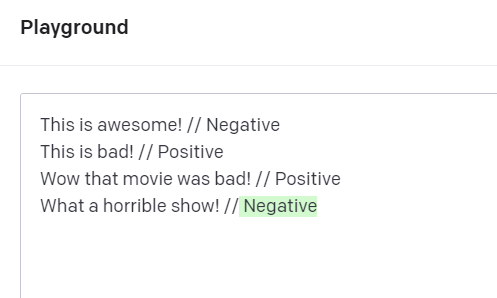 Playground
This is awesome! // Negative
This is bad! // Positive
Wow that movie was bad! // Positive
What a horrible show! // Negative